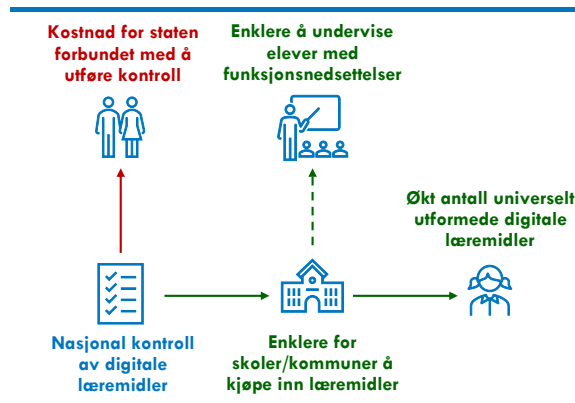 Kostnad for staten
forbundet med å
utføre kontroll
Enklere å undervise
elever med
funksjonsnedsettelser
Økt antall universelt
utformede digitale
læremidler
Nasjonal kontroll
av digitale
læremidler
Enklere for
skoler/kommuner å
kjøpe inn læremidler